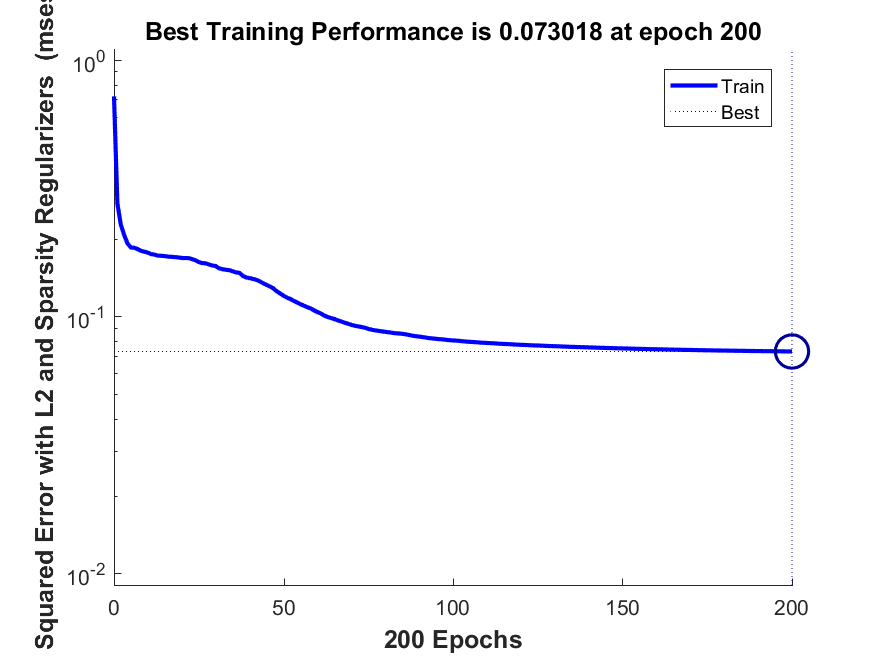 Best Training Performance is 0.073018 at epoch 200
Squared Error with L2 and Sparsity Regularizers (mses
10^0
10^-1
10^-2
Train
Best
0
50
100
150
200
200 Epochs